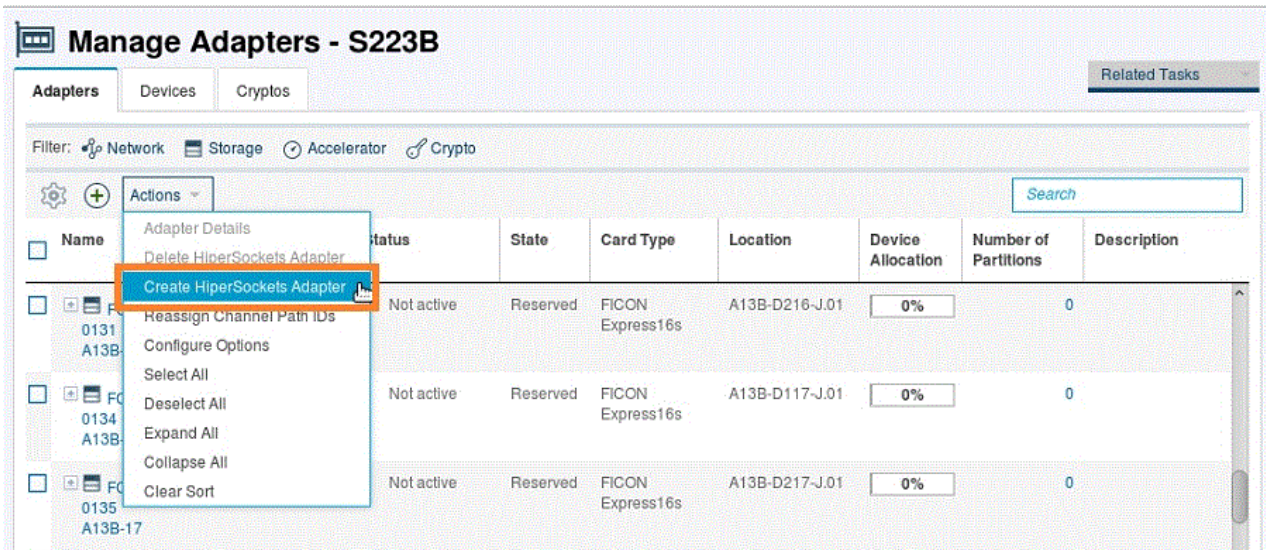 Manage Adapters - S223B
Related Tasks
Adapters Devices Cryptos
Filter: Network Storage Accelerator Crypto
Actions
Search
Name Status State Card Type Location Device Allocation Number of Partitions Description
Adapter Details
Delete HiperSockets Adapter
Create HiperSockets Adapter
Reassign Channel Path IDs
Configure Options
Select All
Deselect All
Expand All
Collapse All
Clear Sort
0131
A13B-
Not active Reserved FICON Express16s A13B-D216-J.01 0% 0
0134
A13B-
Not active Reserved FICON Express16s A13B-D117-J.01 0% 0
0135
A13B-17
Not active Reserved FICON Express16s A13B-D217-J.01 0% 0